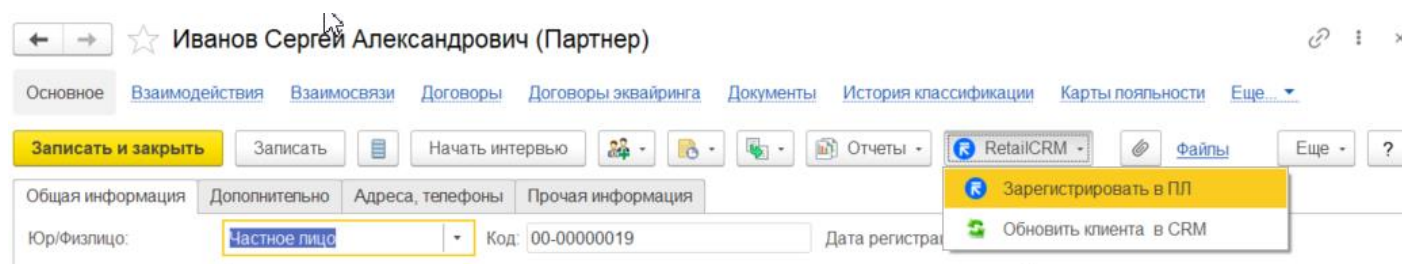 Иванов Сергей Александрович (Партнер)
Основное Взаимодействия Взаимосвязи Договоры Договоры эквайринга Документы История классификации Карты лояльности Еще...
Записать и закрыть Записать Начать интервью Отчеты RetailCRM Файлы Еще ?
Зарегистрировать в ПЛ
Общая информация Дополнительно Адреса, телефоны Прочая информация
Обновить клиента в CRM
Юр/Физлицо: Частное лицо Код: 00-00000019 Дата регистра